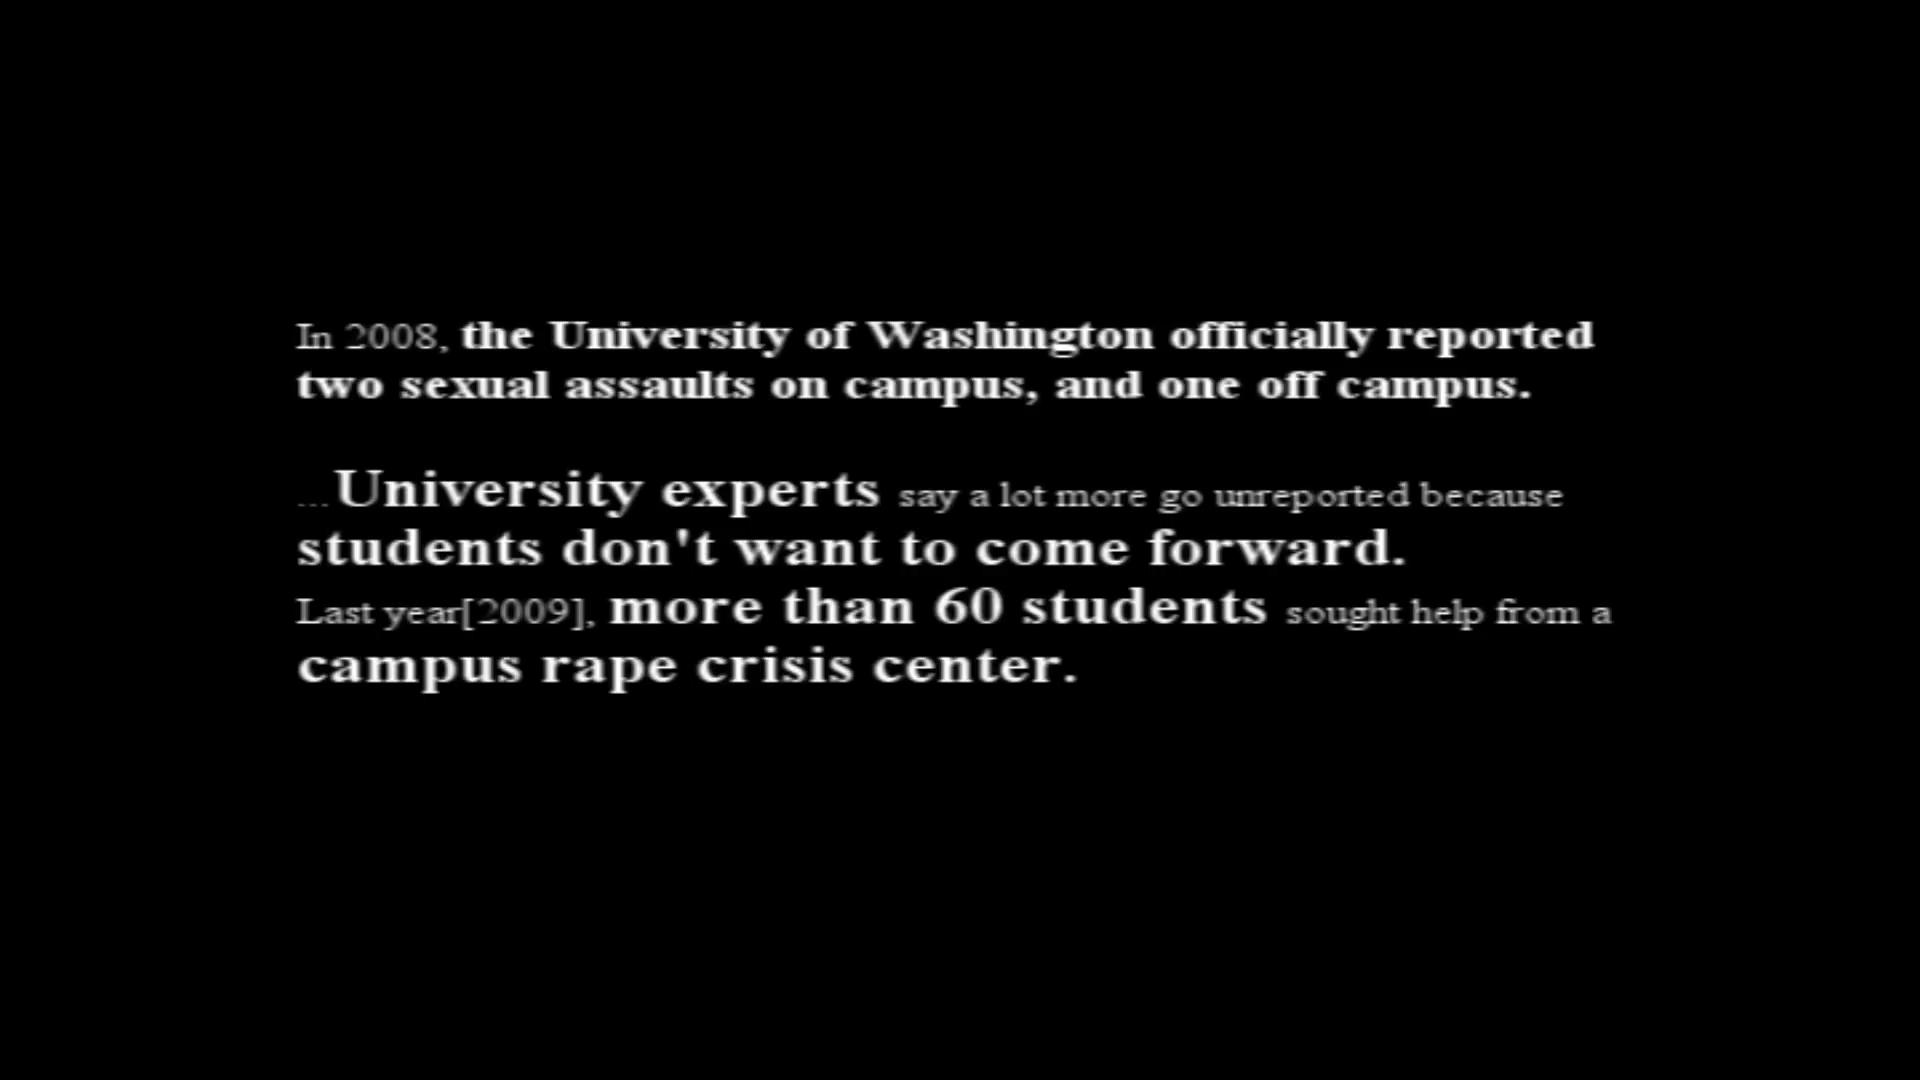 In 2008, the University of Washington officially reported
two sexual assaults on campus, and one off campus.
...University experts say a lot more go unreported because
students don't want to come forward.
Last year[2009], more than 60 students sought help from a
campus rape crisis center.